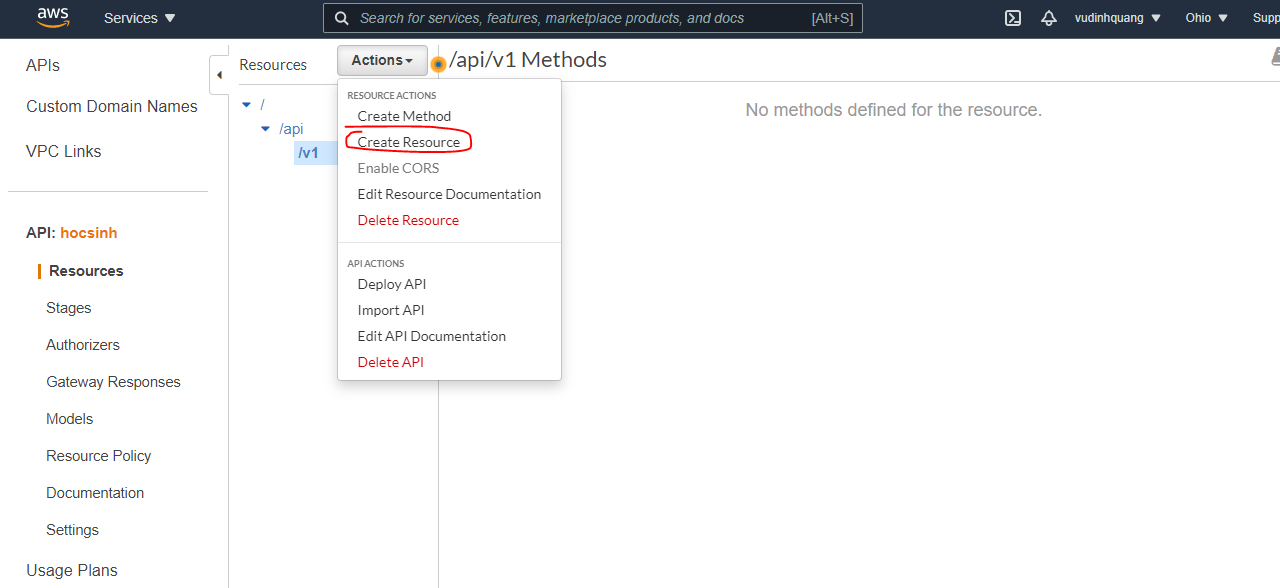 aws Services Search for services, features, marketplace products, and docs [Alt+S] vudinhquang Ohio Supp
APIs
Custom Domain Names
VPC Links
API: hocsinh
Resources
Stages
Authorizers
Gateway Responses
Models
Resource Policy
Documentation
Settings
Usage Plans
Resources Actions
/
/api
/v1
RESOURCE ACTIONS
Create Method
Create Resource
Enable CORS
Edit Resource Documentation
Delete Resource
API ACTIONS
Deploy API
Import API
Edit API Documentation
Delete API
/api/v1 Methods
No methods defined for the resource.